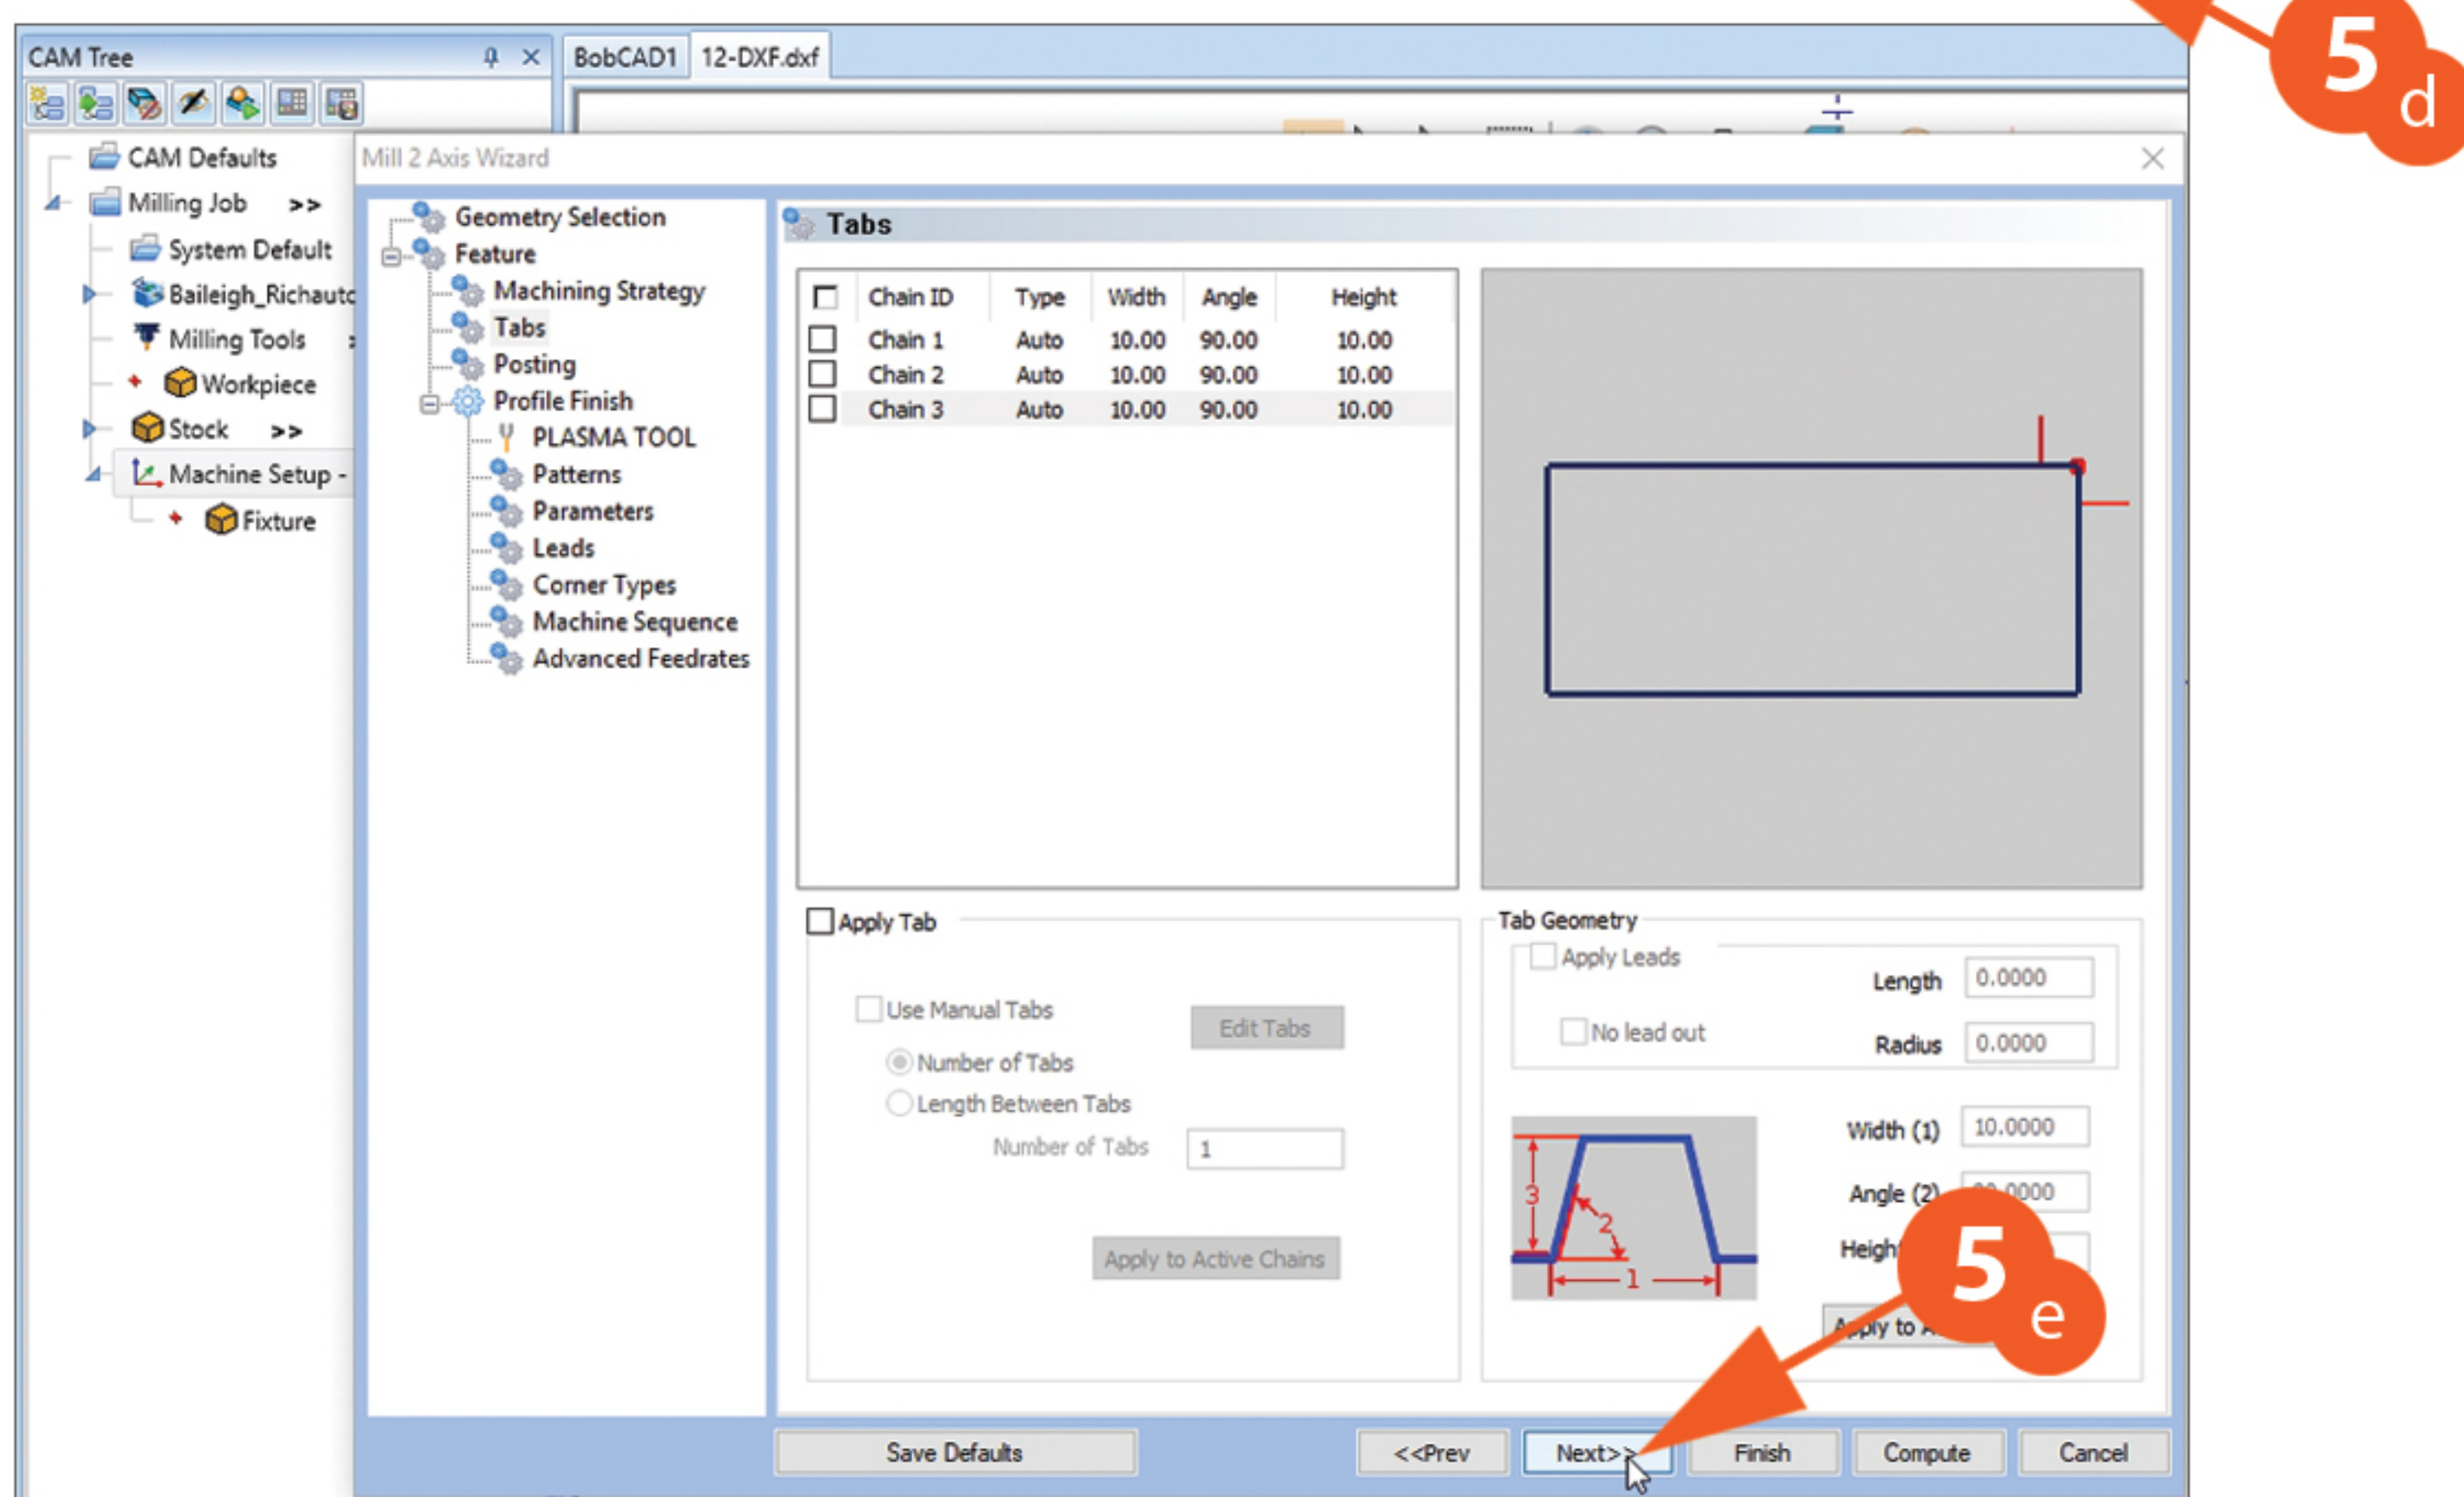 5
d
CAM Tree
BobCAD1 12-DXF.dxf
CAM Defaults
Milling Job >>
System Default
Baileigh_Richauto
Milling Tools
Workpiece
Stock >>
Machine Setup -
Fixture
Mill 2 Axis Wizard
Geometry Selection
Feature
Machining Strategy
Tabs
Posting
Profile Finish
PLASMA TOOL
Patterns
Parameters
Leads
Corner Types
Machine Sequence
Advanced Feedrates
Tabs
Chain ID Type Width Angle Height
Chain 1 Auto 10.00 90.00 10.00
Chain 2 Auto 10.00 90.00 10.00
Chain 3 Auto 10.00 90.00 10.00
Apply Tab
Use Manual Tabs
Edit Tabs
Number of Tabs
Length Between Tabs
Number of Tabs 1
Apply to Active Chains
Tab Geometry
Apply Leads
Length 0.0000
No lead out
Radius 0.0000
3
2
1
Width (1) 10.0000
Angle (2)
Height
Apply to
5
e
Save Defaults
<<Prev
Next>>
Finish
Compute
Cancel